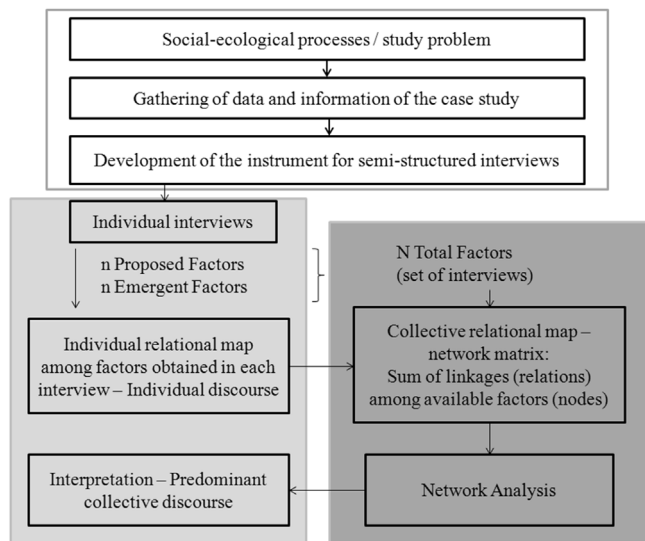 Social-ecological processes / study problem
Gathering of data and information of the case study
Development of the instrument for semi-structured interviews
Individual interviews
n Proposed Factors
n Emergent Factors
N Total Factors
(set of interviews)
Individual relational map
among factors obtained in each
interview – Individual discourse
Collective relational map –
network matrix:
Sum of linkages (relations)
among available factors (nodes)
Network Analysis
Interpretation – Predominant
collective discourse